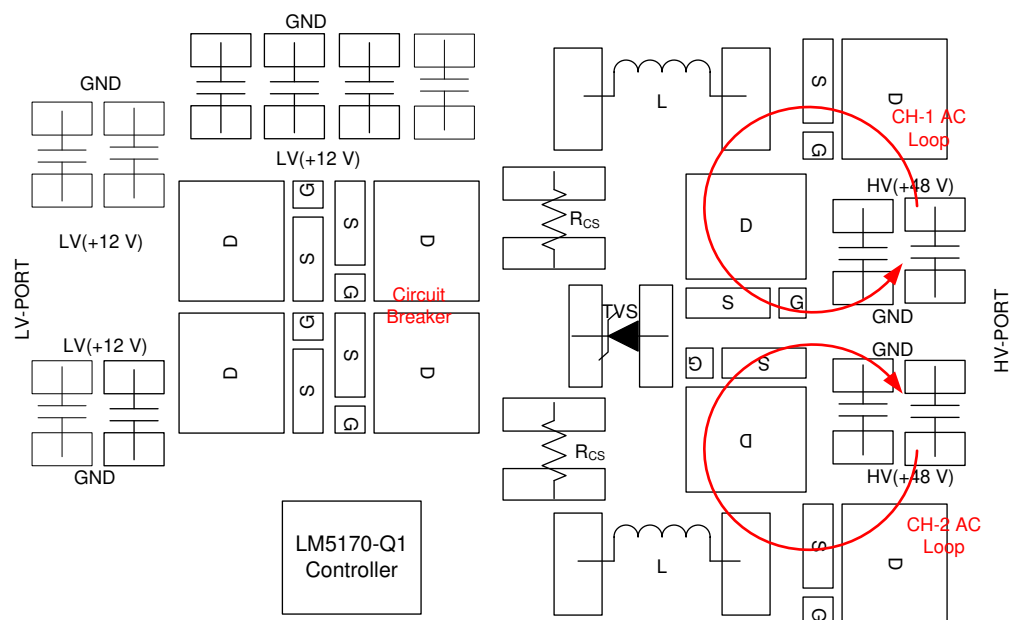 GND
GND
LV(+12 V)
LV(+12 V)
LV-PORT
LV(+12 V)
GND
D
G
S
S
G
D
Circuit
Breaker
D
G
S
S
G
D
LM5170-Q1
Controller
L
S
G
D
CH-1 AC
Loop
RCS
D
S
G
HV(+48 V)
GND
TVS
HV-PORT
G
S
D
GND
HV(+48 V)
RCS
L
S
G
D
CH-2 AC
Loop